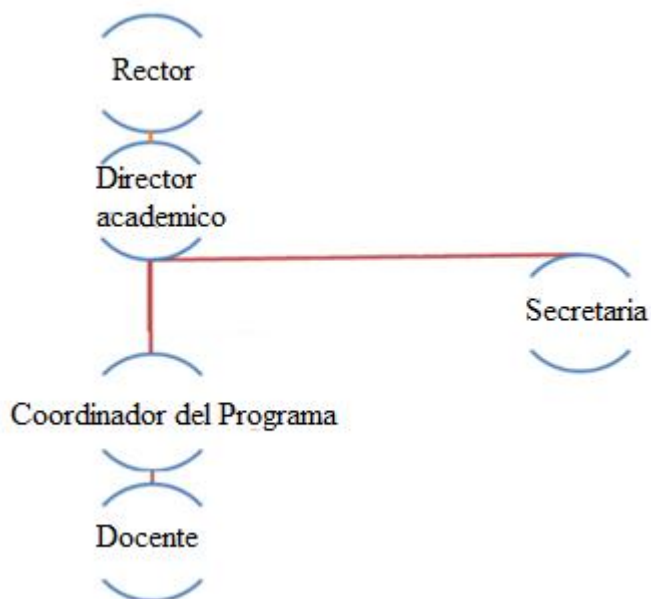 Rector
Director
academico
Secretaria
Coordinador del Programa
Docente